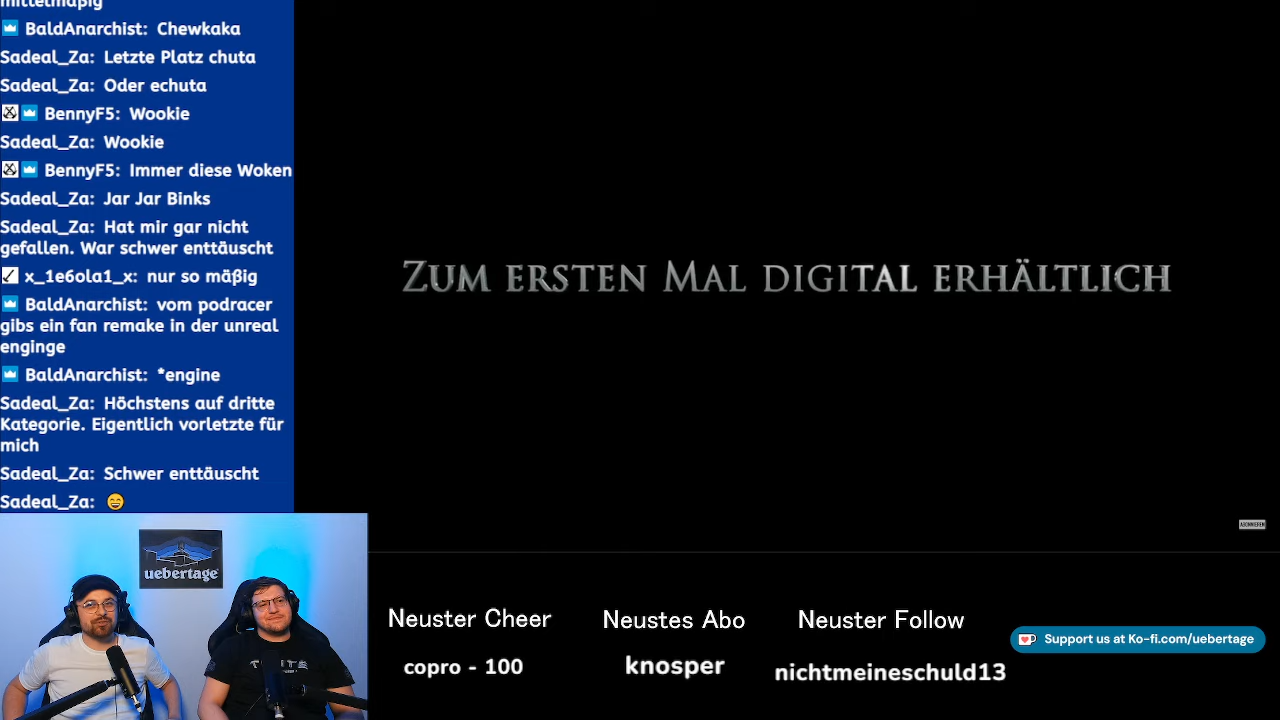 mittelmäßig
BaldAnarchist: Chewkaka
Sadeal_Za: Letzte Platz chuta
Sadeal_Za: Oder echuta
BennyF5: Wookie
Sadeal_Za: Wookie
BennyF5: Immer diese Woken
Sadeal_Za: Jar Jar Binks
Sadeal_Za: Hat mir gar nicht
gefallen. War schwer enttäuscht
x_1e6ola1_x: nur so mäßig
BaldAnarchist: vom podracer
gibs ein fan remake in der unreal
enginge
BaldAnarchist: *engine
Sadeal_Za: Höchstens auf dritte
Kategorie. Eigentlich vorletzte für
mich
Sadeal_Za: Schwer enttäuscht
Sadeal_Za: 😄
Zum ersten Mal digital erhältlich
ABONNIEREN
uebertage
Neuster Cheer
copro - 100
Neustes Abo
knosper
Neuster Follow
nichtmeineschuld13
Support us at Ko-fi.com/uebertage